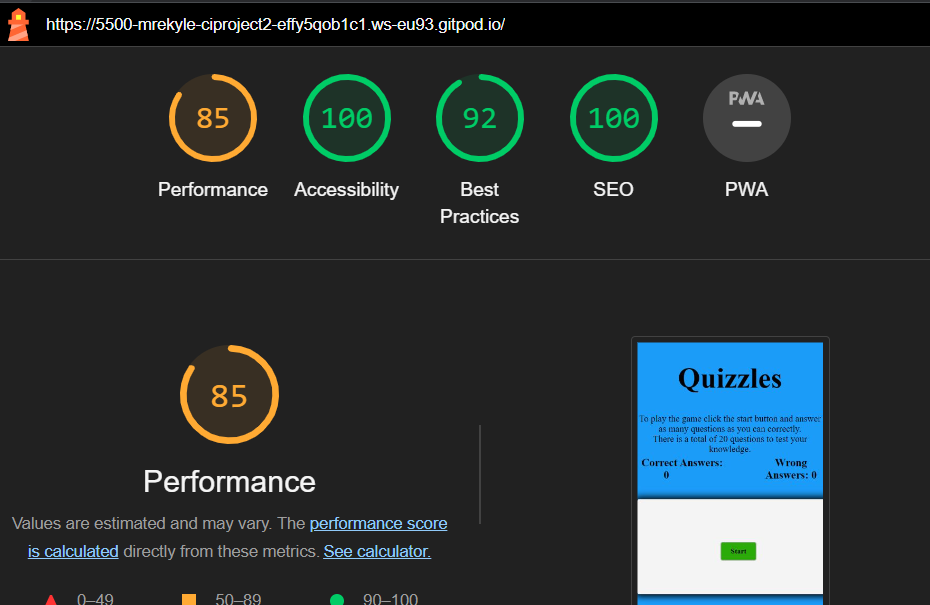 https://5500-mrekyle-ciproject2-effy5qob1c1.ws-eu93.gitpod.io/
85
100
92
100
PWA
Performance
Accessibility
Best
Practices
SEO
PWA
85
Performance
Values are estimated and may vary. The performance score
is calculated directly from these metrics. See calculator.
0–49
50–89
90–100
Quizzles
To play the game click the start button and answer
as many questions as you can correctly.
There is a total of 20 questions to test your
knowledge.
Correct Answers:
0
Wrong
Answers: 0
Start